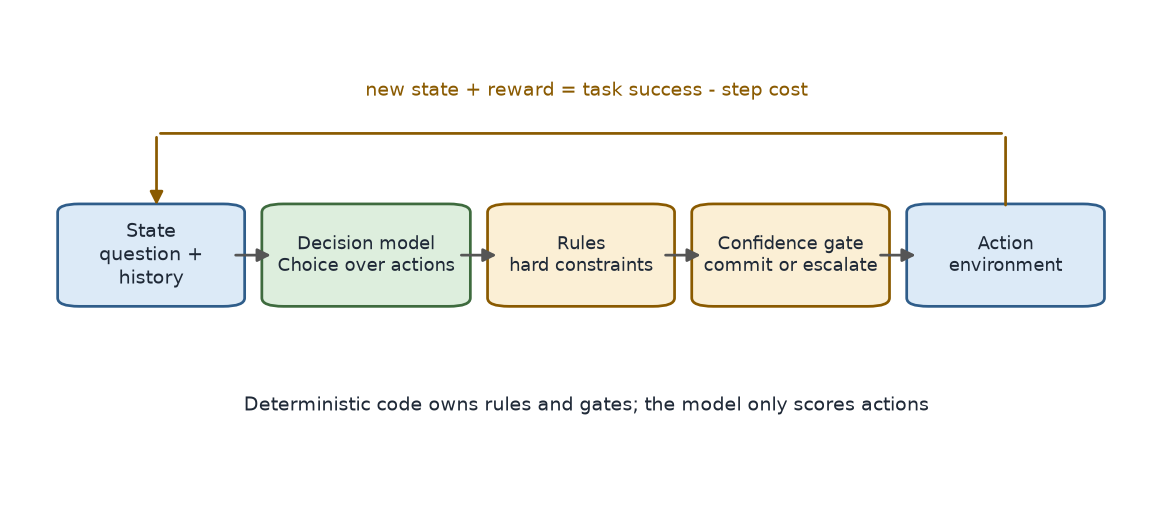 new state + reward = task success - step cost
State
question +
history
Decision model
Choice over actions
Rules
hard constraints
Confidence gate
commit or escalate
Action
environment
Deterministic code owns rules and gates; the model only scores actions